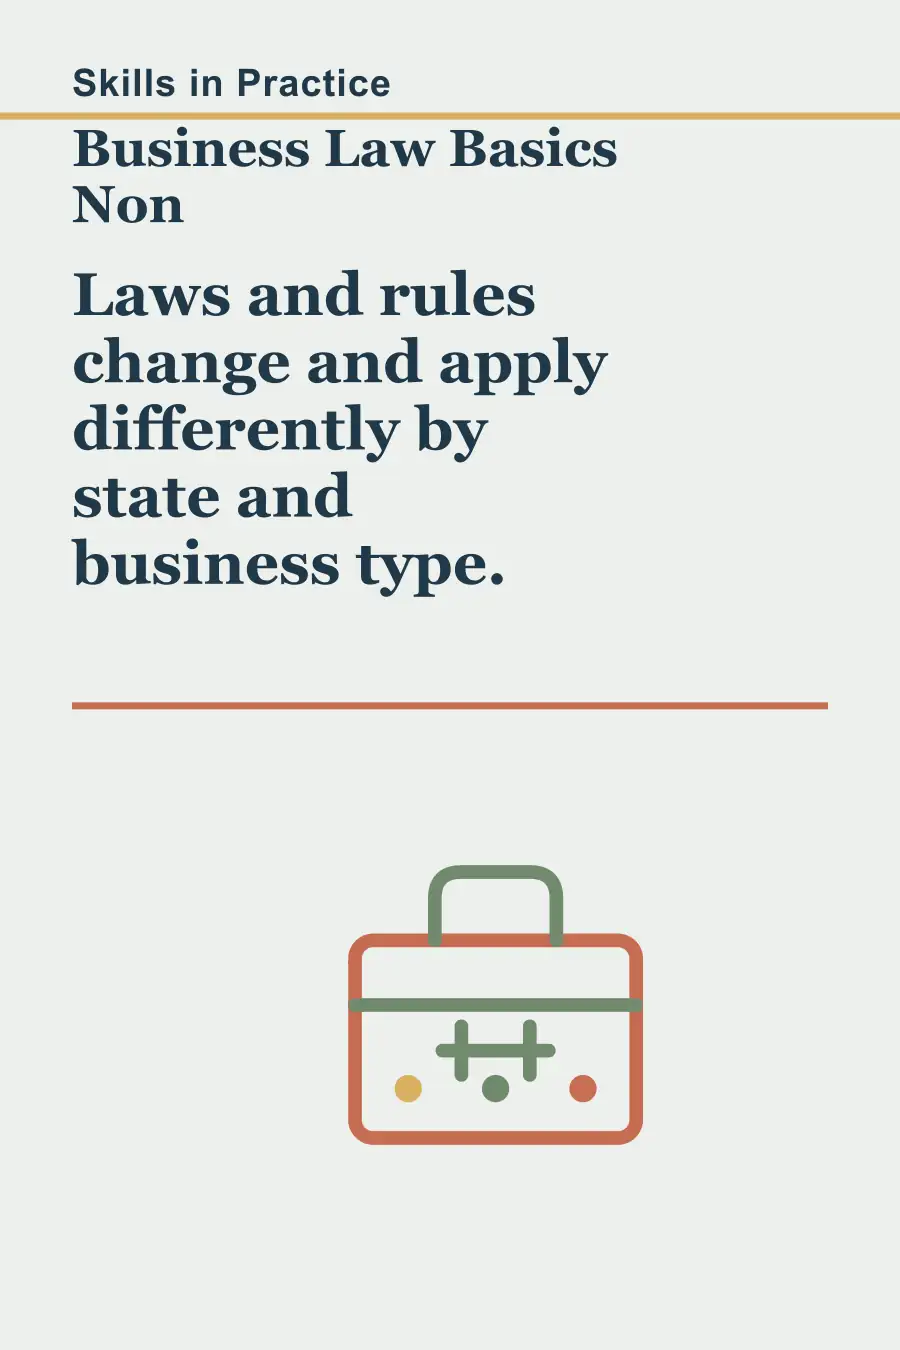 Skills in Practice
Business Law Basics
Non
Laws and rules
change and apply
differently by
state and
business type.